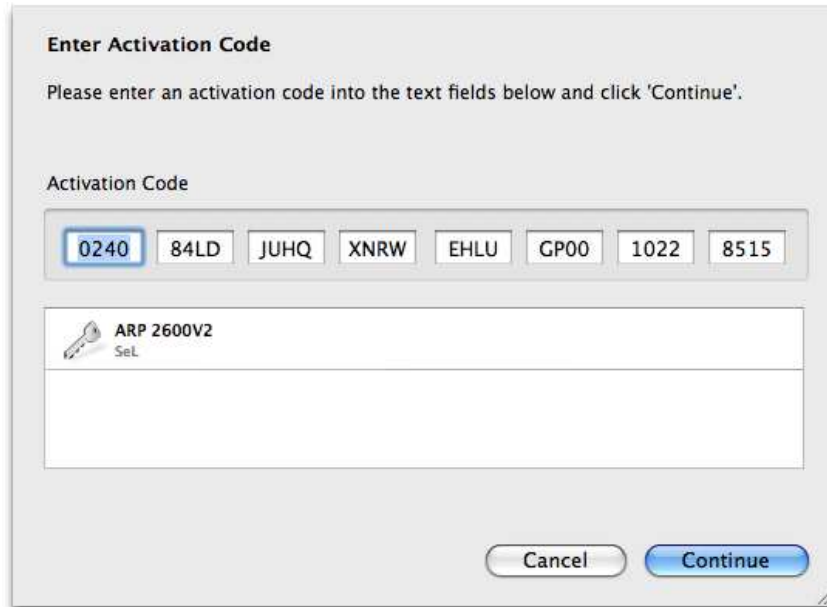 Enter Activation Code
Please enter an activation code into the text fields below and click 'Continue'.
Activation Code
0240 84LD JUHQ XNRW EHLU GP00 1022 8515
ARP 2600V2
SeL
Cancel Continue